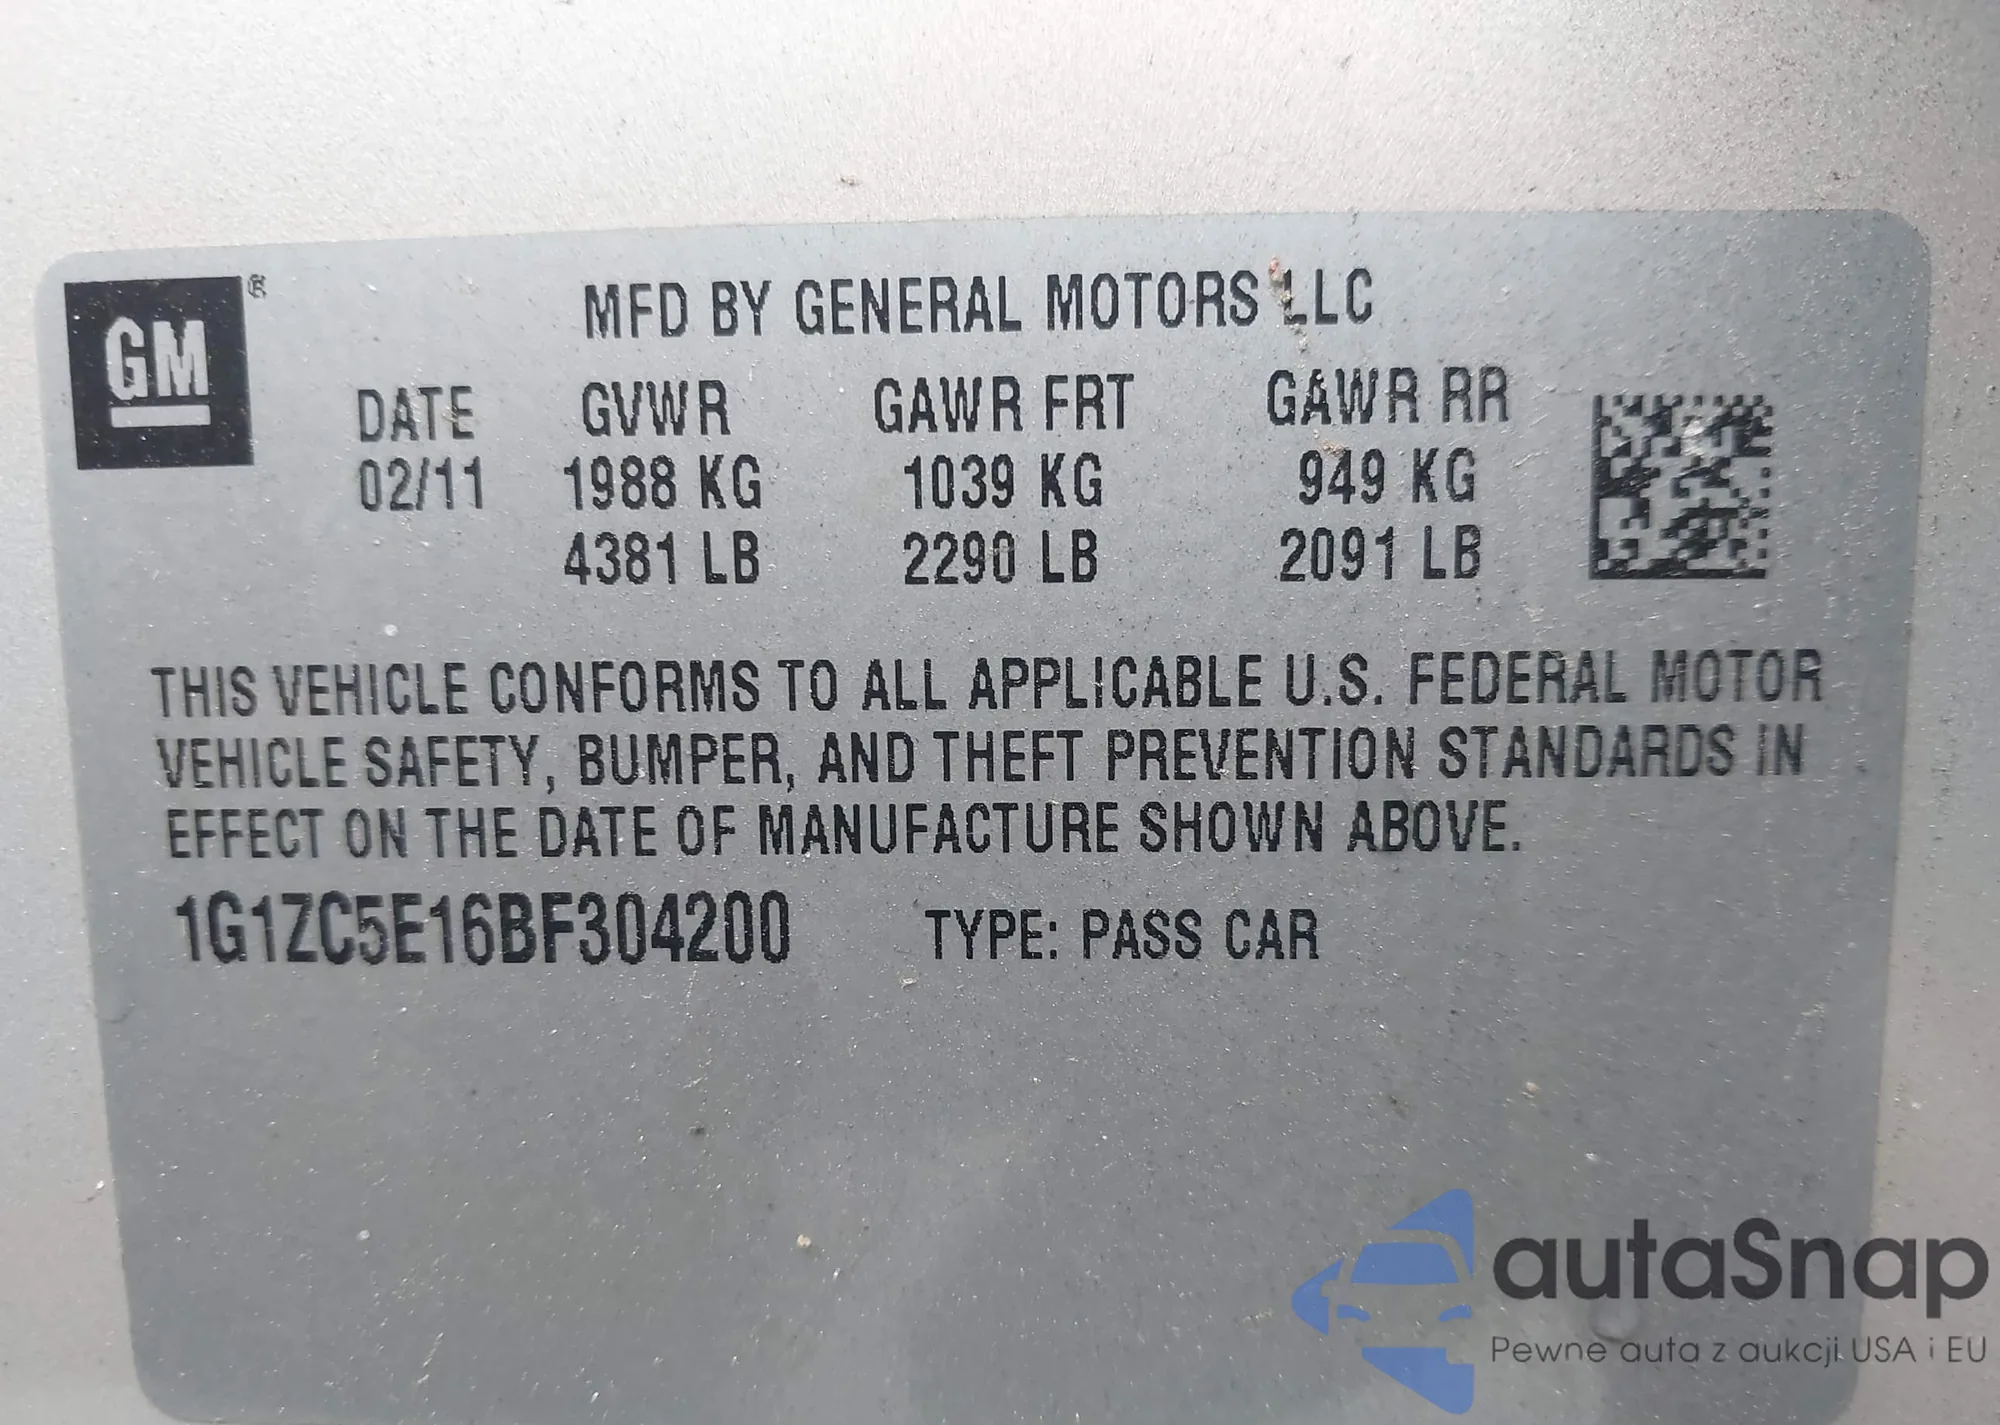 GM ®
MFD BY GENERAL MOTORS LLC
DATE GVWR GAWR FRT GAWR RR
02/11 1988 KG 1039 KG 949 KG
4381 LB 2290 LB 2091 LB
THIS VEHICLE CONFORMS TO ALL APPLICABLE U.S. FEDERAL MOTOR
VEHICLE SAFETY, BUMPER, AND THEFT PREVENTION STANDARDS IN
EFFECT ON THE DATE OF MANUFACTURE SHOWN ABOVE.
1G1ZC5E16BF304200 TYPE: PASS CAR
autaSnap
Pewne auta z aukcji USA i EU